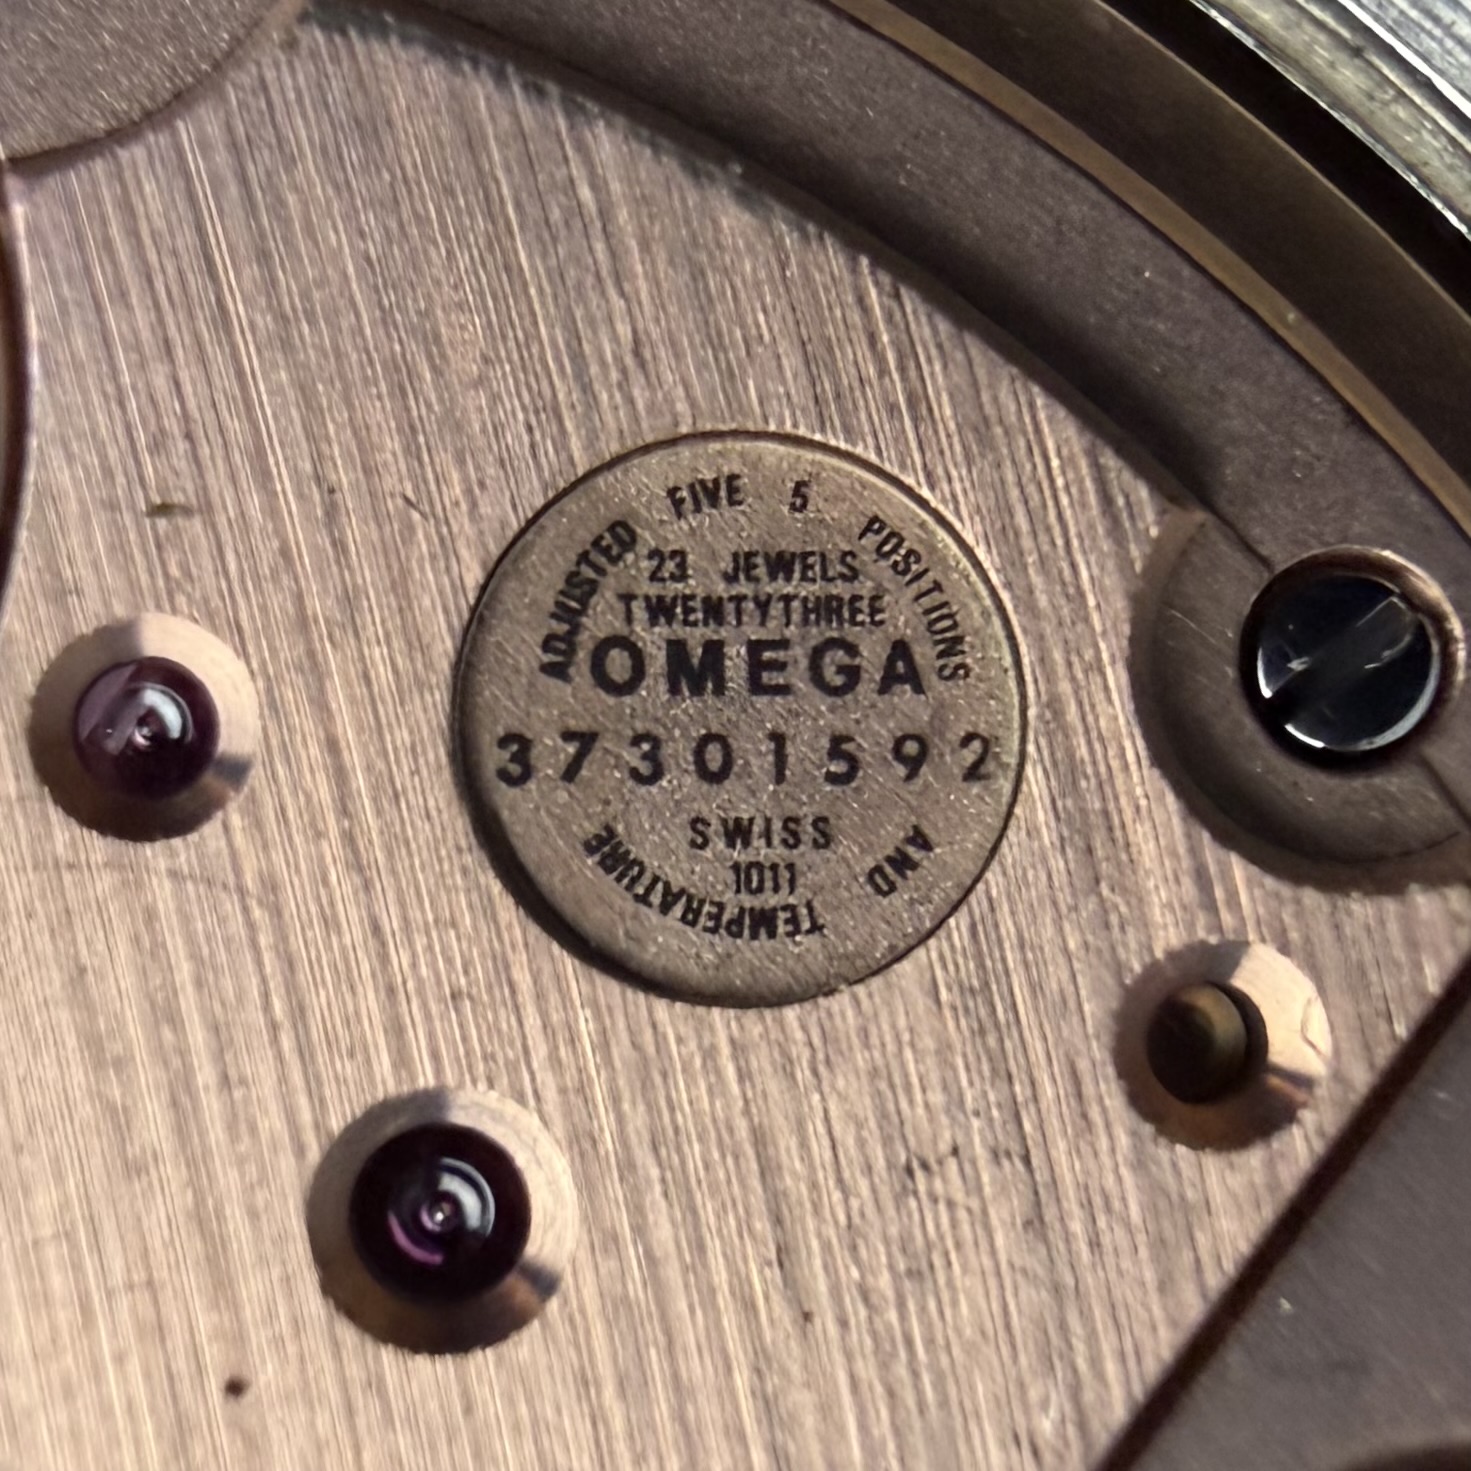 ADJUSTED FIVE 5 POSITIONS
23 JEWELS
TWENTYTHREE
OMEGA
37301592
SWISS
1011
AND TEMPERATURE